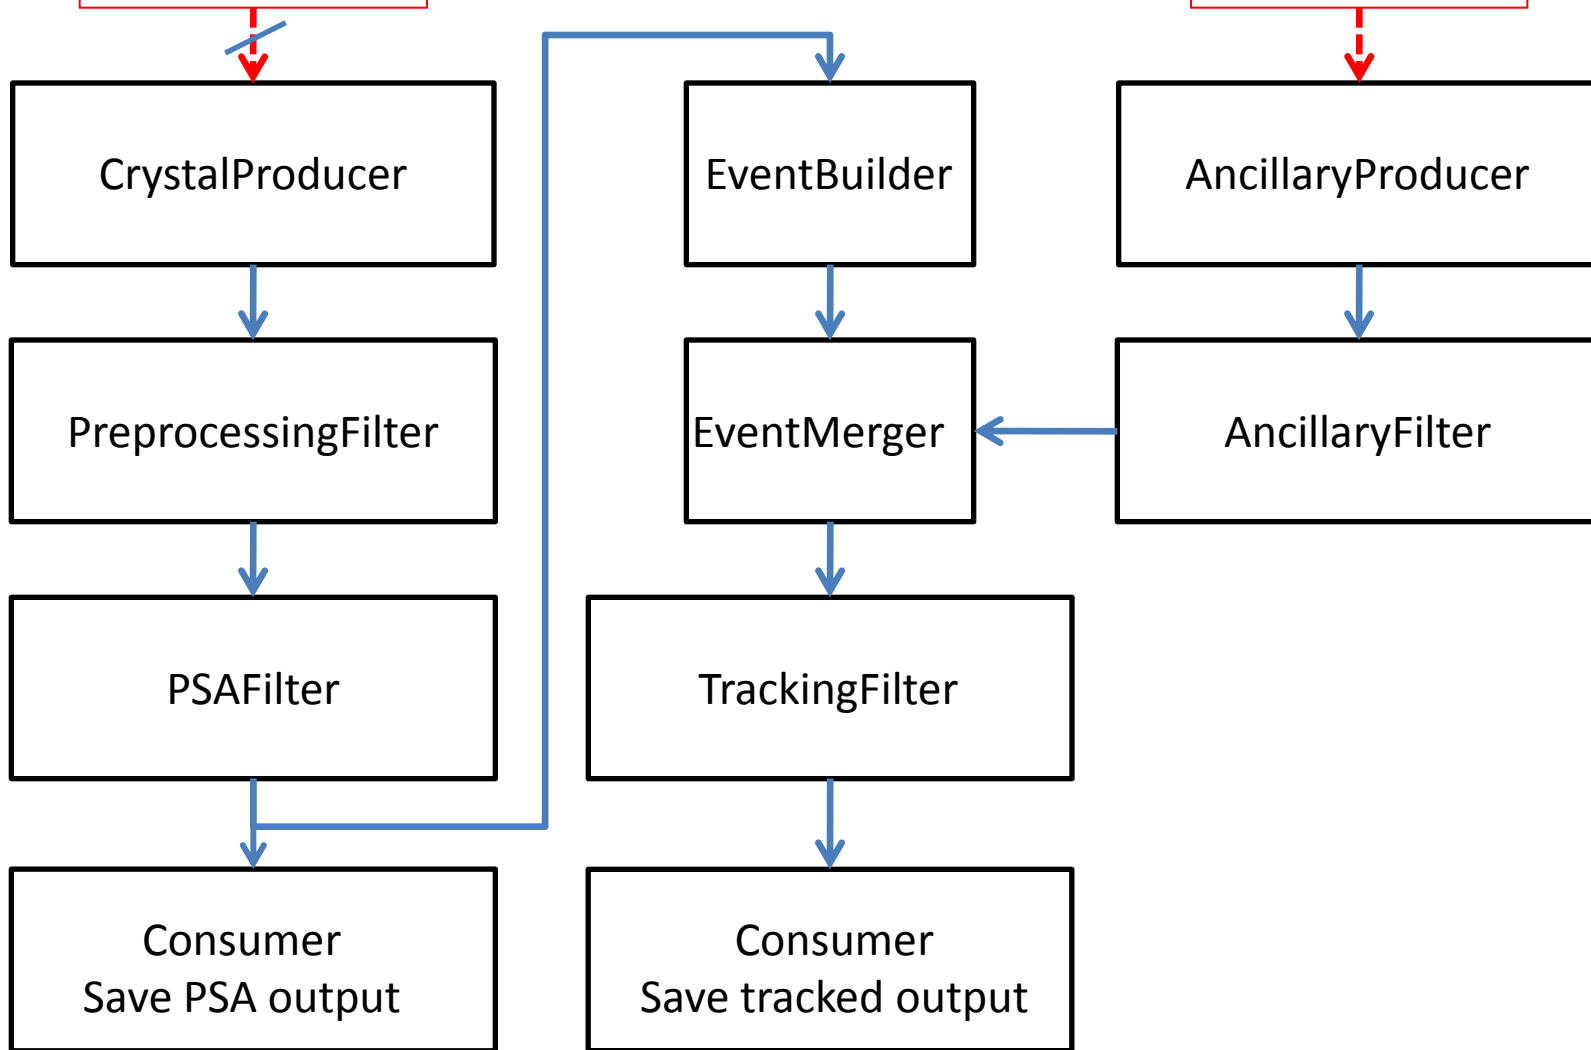 CrystalProducer
EventBuilder
AncillaryProducer
PreprocessingFilter
EventMerger
AncillaryFilter
PSAFilter
TrackingFilter
Consumer
Save PSA output
Consumer
Save tracked output